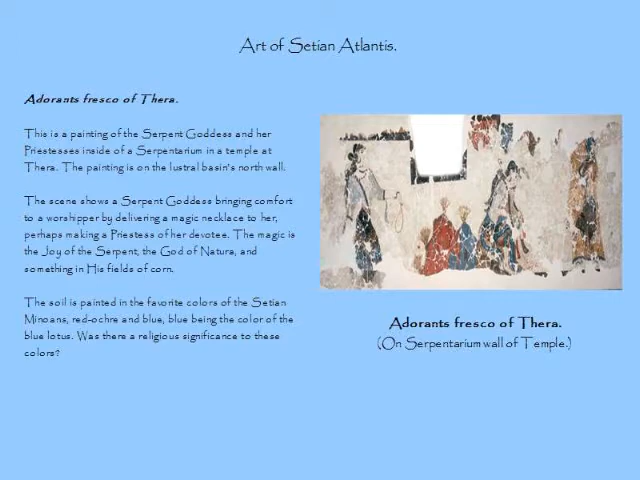 Art of Setian Atlantis.
Adorants fresco of Thera.
This is a painting of the Serpent Goddess and her
Priestesses inside of a Serpentarium in a temple at
Thera. The painting is on the lustral basin's north wall.
The scene shows a Serpent Goddess bringing comfort
to a worshipper by delivering a magic necklace to her,
perhaps making a Priestess of her devotee. The magic is
the Joy of the Serpent, the God of Natura, and
something in His fields of corn.
The soil is painted in the favorite colors of the Setian
Minoans, red-ochre and blue, blue being the color of the
blue lotus. Was there a religious significance to these
colors?
Adorants fresco of Thera.
(On Serpentarium wall of Temple.)